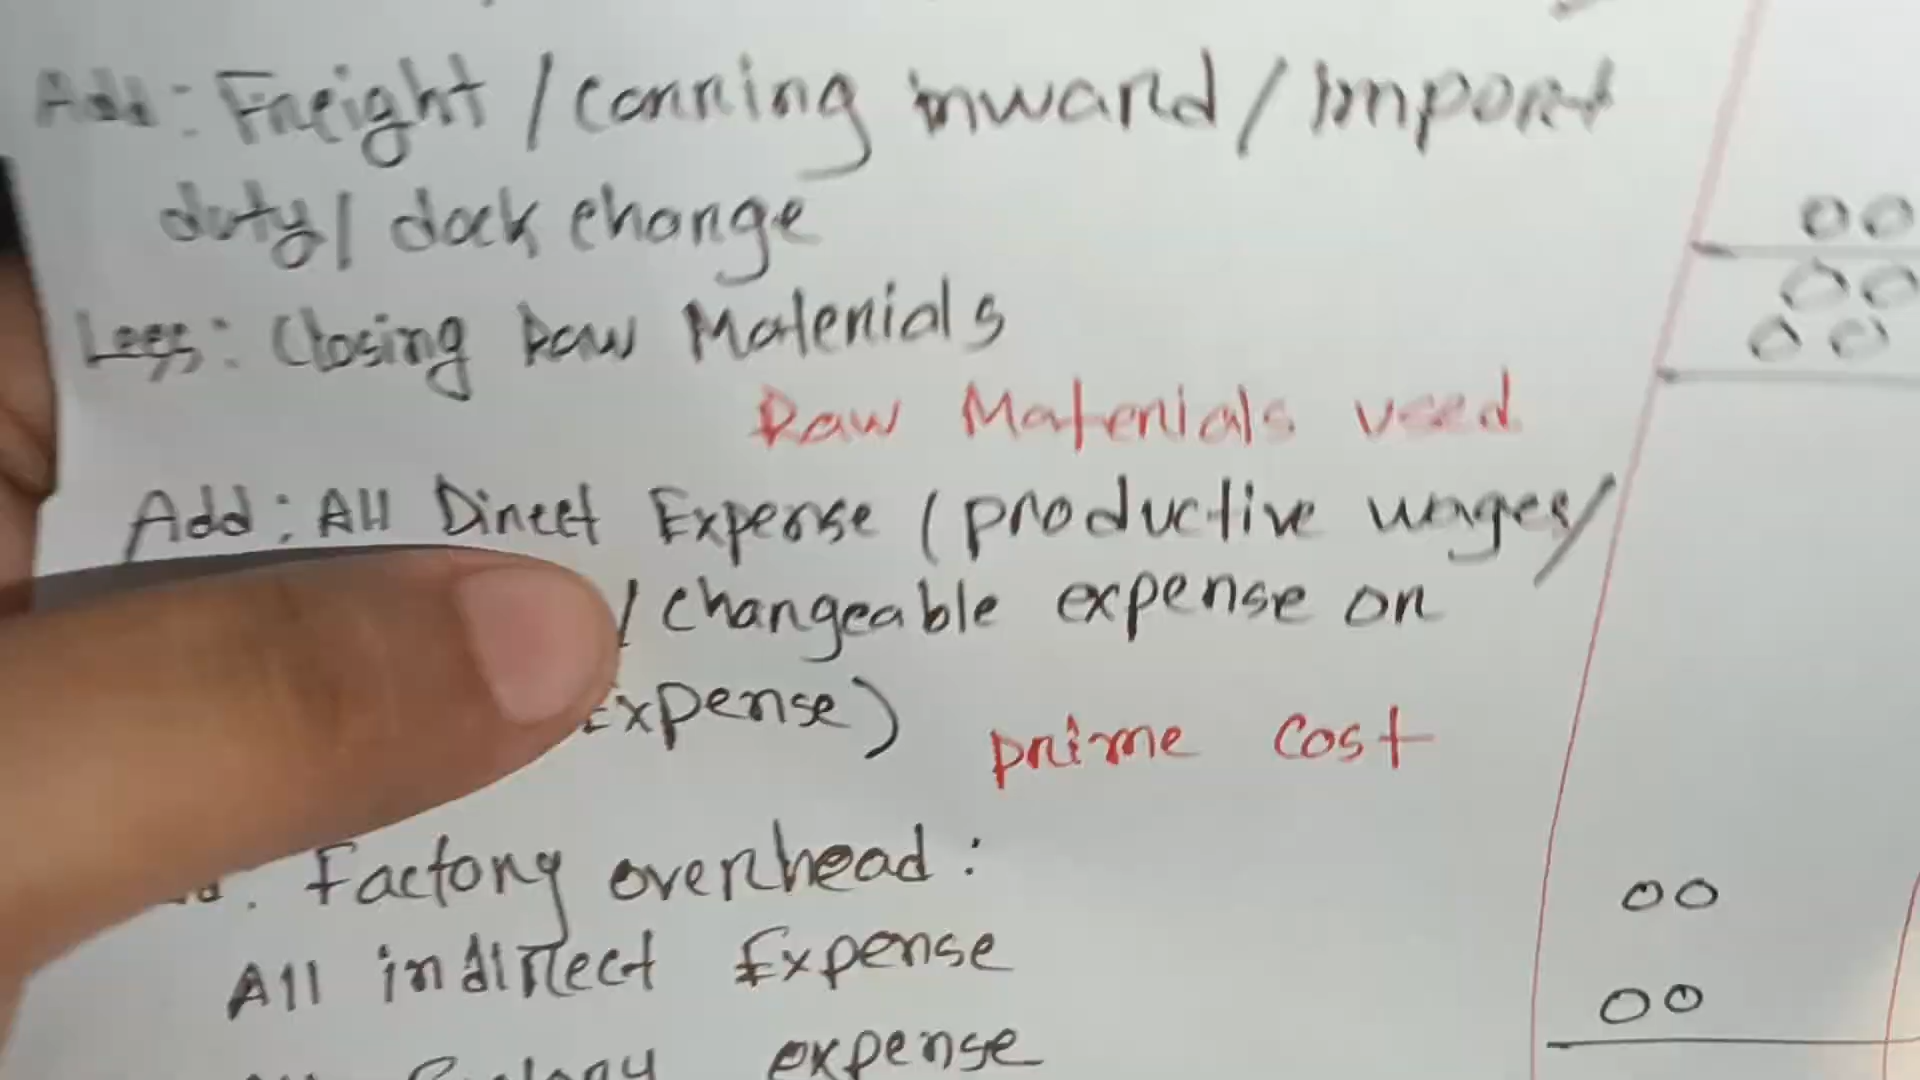 Add: Freight / Carrying inward / Import
duty / dock charge
Less: Closing Raw Materials
Raw Materials used
Add: All Direct Expense (productive wages/
/ Chargeable expense or
Expense)
prime Cost
Factory overhead:
All indirect Expense
expense
00
00
00
00
00